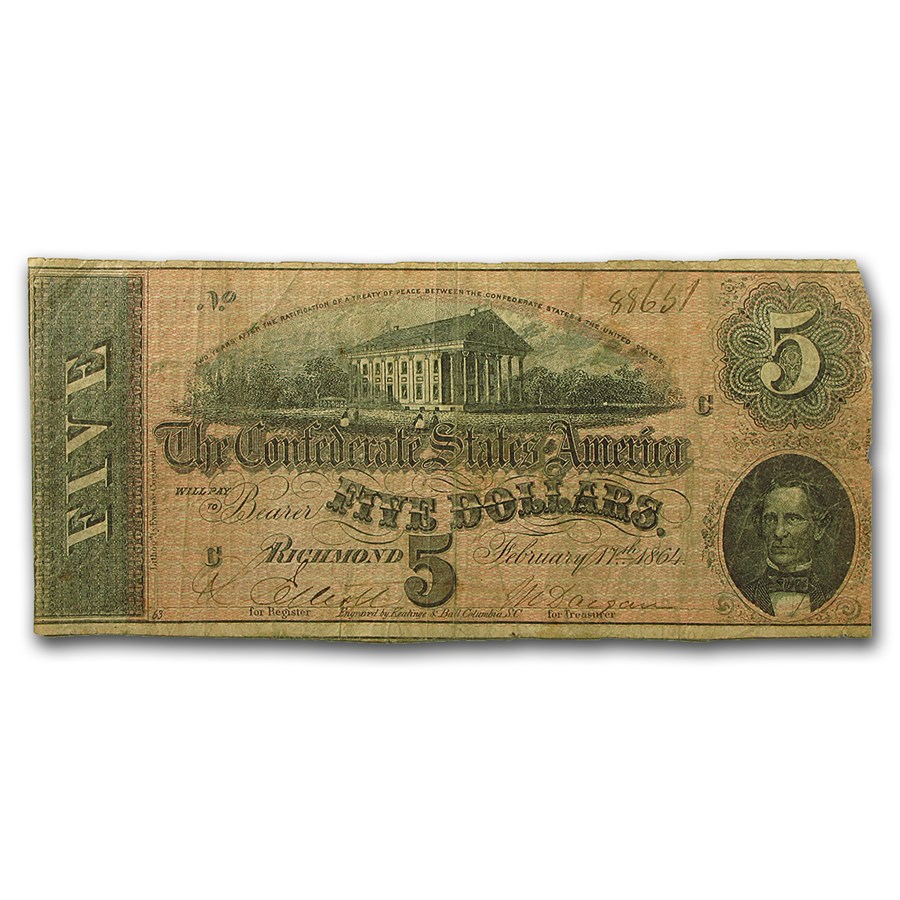 No 88651
TWO YEARS AFTER THE RATIFICATION OF A TREATY OF PEACE BETWEEN THE CONFEDERATE STATES & THE UNITED STATES
5
FIVE
C
The Confederate States of America
WILL PAY TO Bearer FIVE DOLLARS.
C RICHMOND 5 February 17th 1864.
for Register Engraved by Keatinge & Ball Columbia S.C. for Treasurer
63